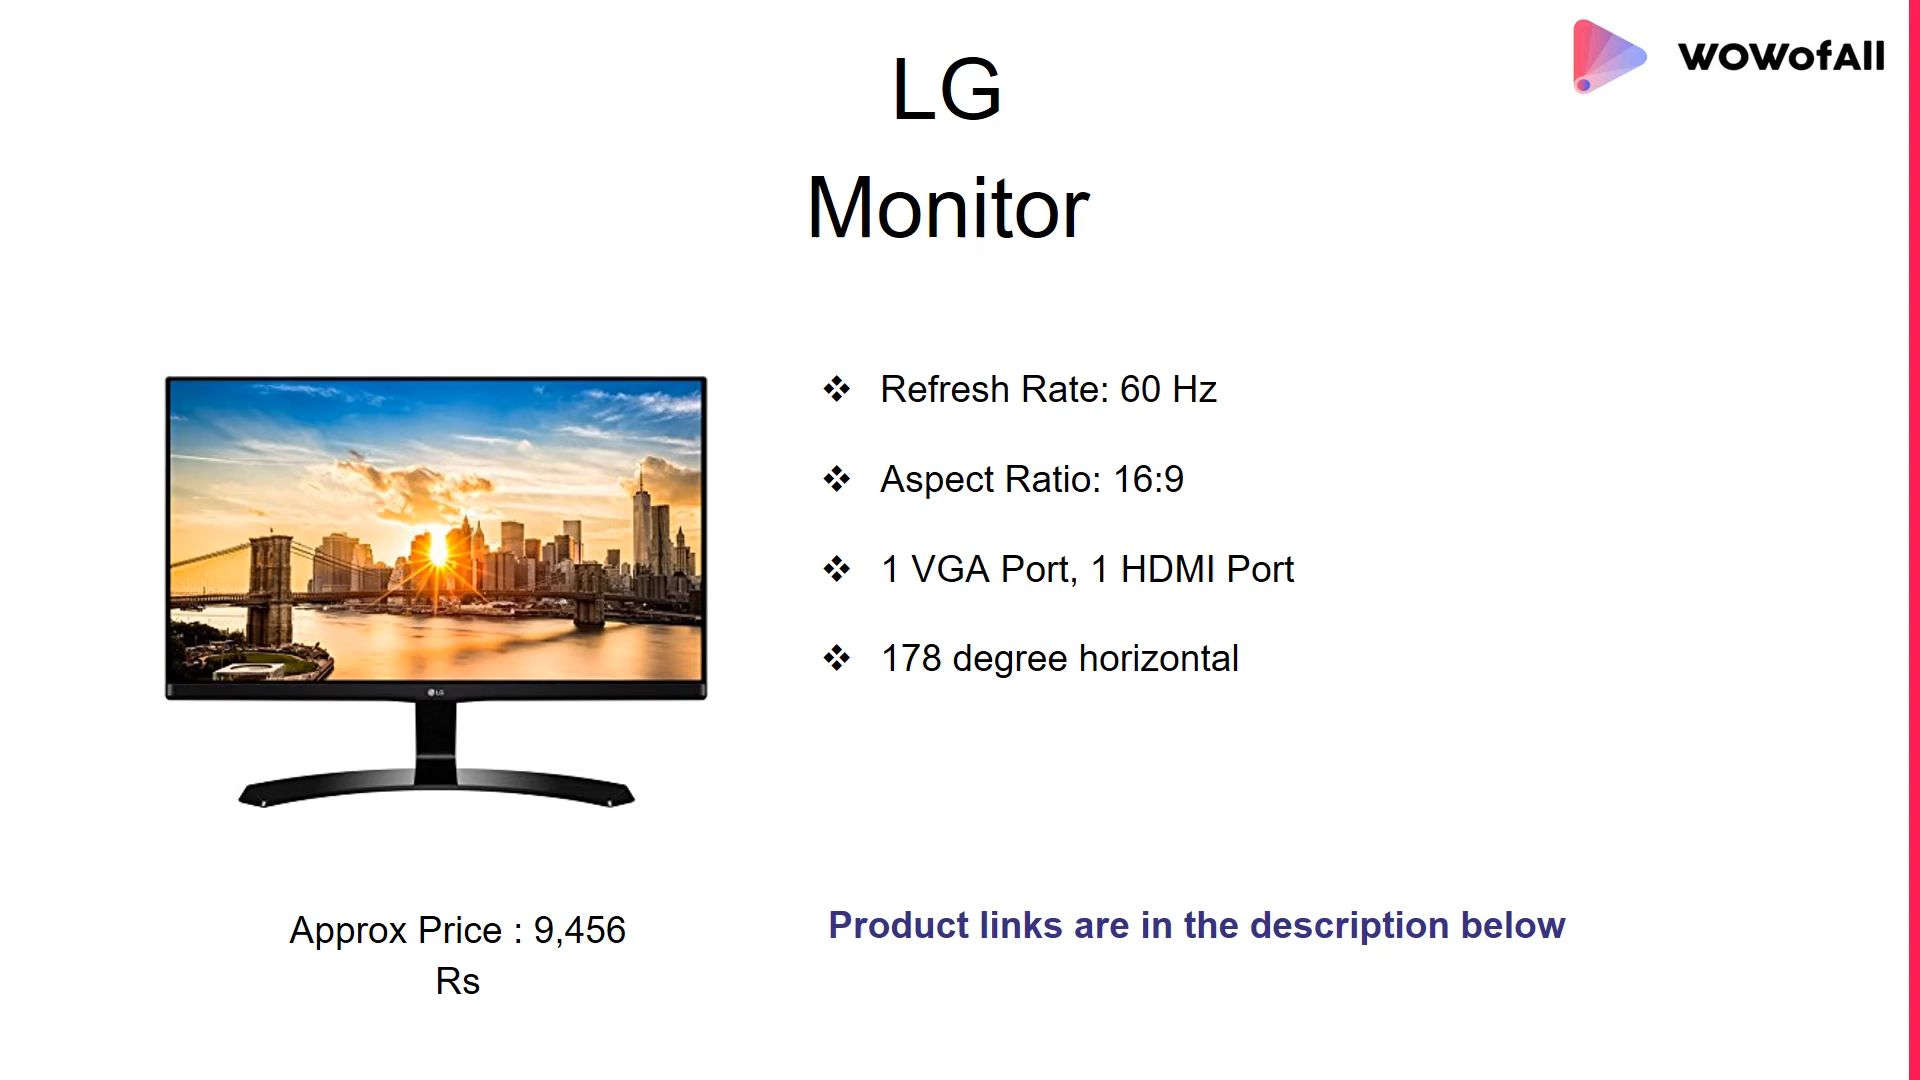 WOWofAll
LG
Monitor
❖ Refresh Rate: 60 Hz
❖ Aspect Ratio: 16:9
❖ 1 VGA Port, 1 HDMI Port
❖ 178 degree horizontal
LG
Approx Price : 9,456
Rs
Product links are in the description below